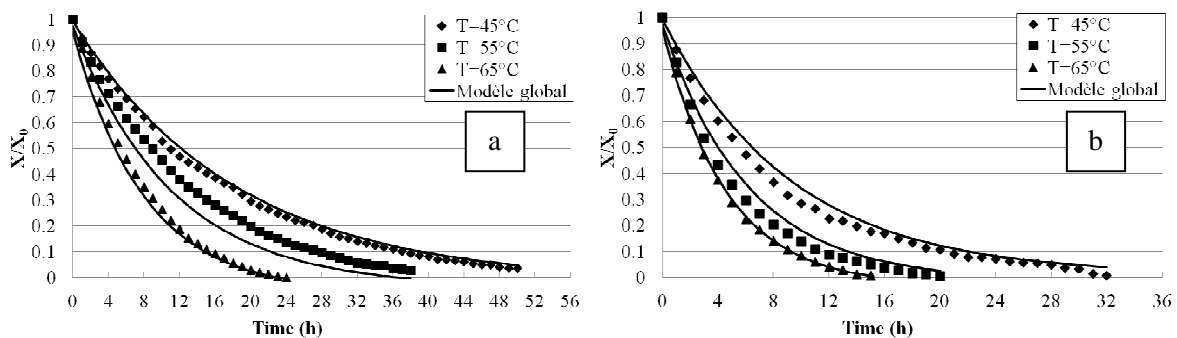 1
0.9
0.8
0.7
0.6
0.5
0.4
0.3
0.2
0.1
0
X/X0
0 4 8 12 16 20 24 28 32 36 40 44 48 52 56
Time (h)
T=45°C
T=55°C
T=65°C
Modèle global
a
1
0.9
0.8
0.7
0.6
0.5
0.4
0.3
0.2
0.1
0
X/X0
0 4 8 12 16 20 24 28 32 36
Time (h)
T=45°C
T=55°C
T=65°C
Modèle global
b